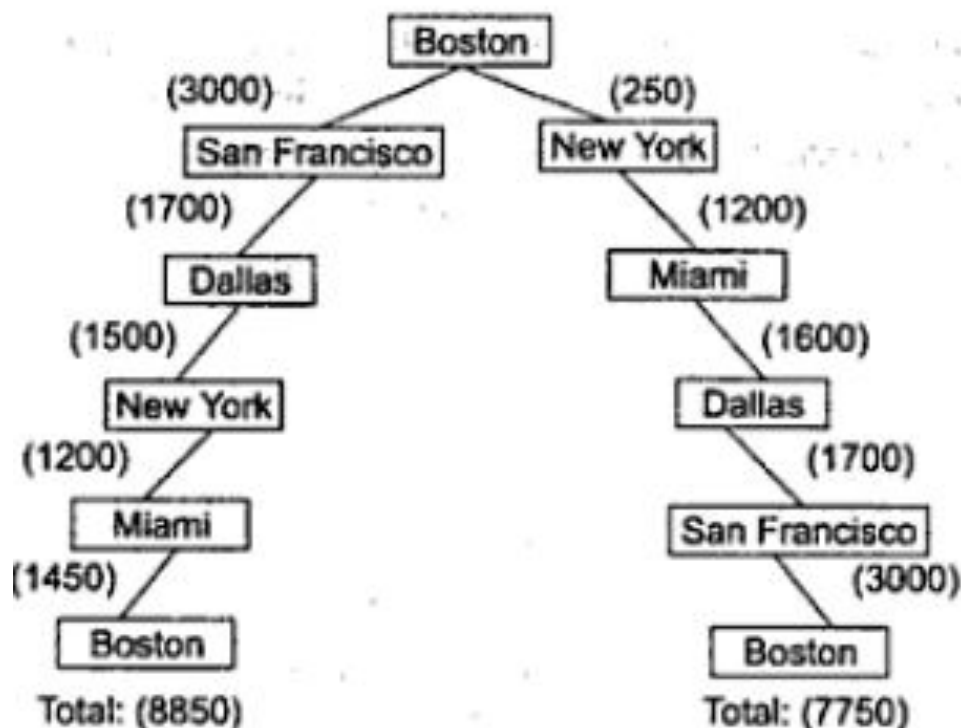 Boston
(3000) (250)
San Francisco New York
(1700) (1200)
Dallas Miami
(1500) (1600)
New York Dallas
(1200) (1700)
Miami San Francisco
(1450) (3000)
Boston Boston
Total: (8850) Total: (7750)